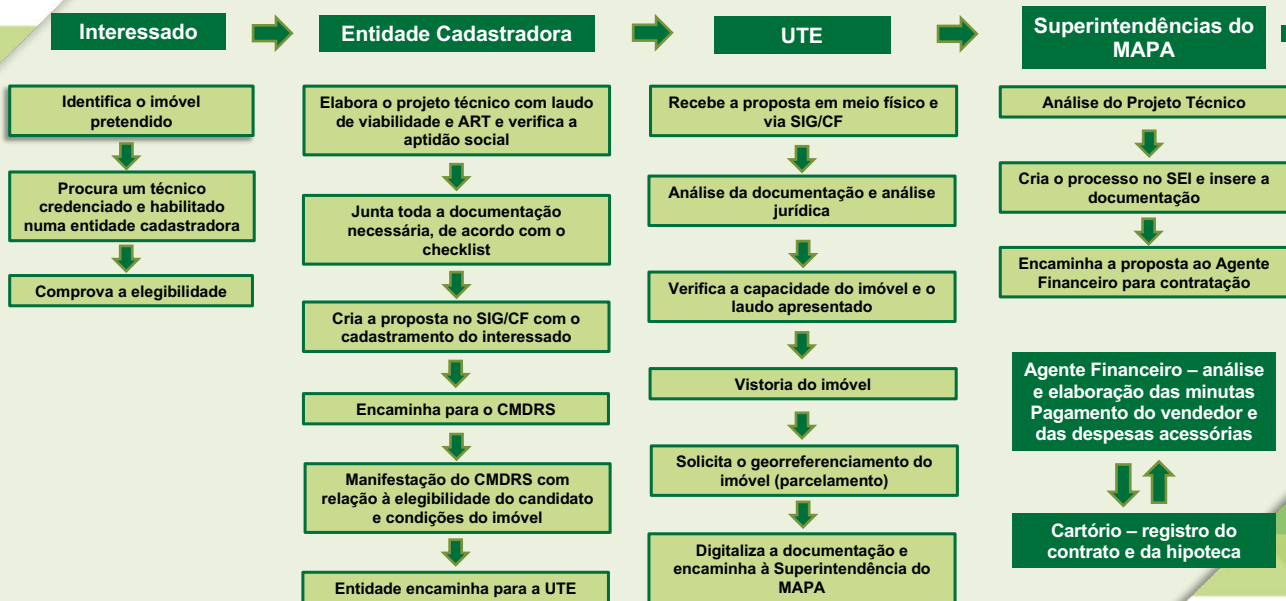 Interessado
Identifica o imóvel
pretendido
Procura um técnico
credenciado e habilitado
numa entidade cadastradora
Comprova a elegibilidade
Entidade Cadastradora
Elabora o projeto técnico com laudo
de viabilidade e ART e verifica a
aptidão social
Junta toda a documentação
necessária, de acordo com o
checklist
Cria a proposta no SIG/CF com o
cadastramento do interessado
Encaminha para o CMDRS
Manifestação do CMDRS com
relação à elegibilidade do candidato
e condições do imóvel
Entidade encaminha para a UTE
UTE
Recebe a proposta em meio físico e
via SIG/CF
Análise da documentação e análise
jurídica
Verifica a capacidade do imóvel e o
laudo apresentado
Vistoria do imóvel
Solicita o georreferenciamento do
imóvel (parcelamento)
Digitaliza a documentação e
encaminha à Superintendência do
MAPA
Superintendências do
MAPA
Análise do Projeto Técnico
Cria o processo no SEI e insere a
documentação
Encaminha a proposta ao Agente
Financeiro para contratação
Agente Financeiro – análise
e elaboração das minutas
Pagamento do vendedor e
das despesas acessórias
Cartório – registro do
contrato e da hipoteca